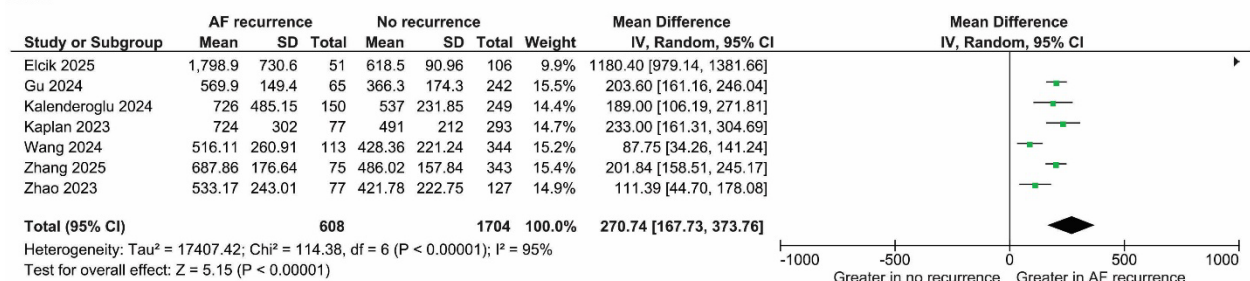 AF recurrence No recurrence Mean Difference Mean Difference
Study or Subgroup Mean SD Total Mean SD Total Weight IV, Random, 95% CI IV, Random, 95% CI
Elcik 2025 1,798.9 730.6 51 618.5 90.96 106 9.9% 1180.40 [979.14, 1381.66]
Gu 2024 569.9 149.4 65 366.3 174.3 242 15.5% 203.60 [161.16, 246.04]
Kalenderoglu 2024 726 485.15 150 537 231.85 249 14.4% 189.00 [106.19, 271.81]
Kaplan 2023 724 302 77 491 212 293 14.7% 233.00 [161.31, 304.69]
Wang 2024 516.11 260.91 113 428.36 221.24 344 15.2% 87.75 [34.26, 141.24]
Zhang 2025 687.86 176.64 75 486.02 157.84 343 15.5% 201.84 [158.51, 245.17]
Zhao 2023 533.17 243.01 77 421.78 222.75 127 14.9% 111.39 [44.70, 178.08]
Total (95% CI) 608 1704 100.0% 270.74 [167.73, 373.76]
Heterogeneity: Tau² = 17407.42; Chi² = 114.38, df = 6 (P < 0.00001); I² = 95%
Test for overall effect: Z = 5.15 (P < 0.00001)
-1000 -500 0 500 1000
Greater in no recurrence Greater in AF recurrence